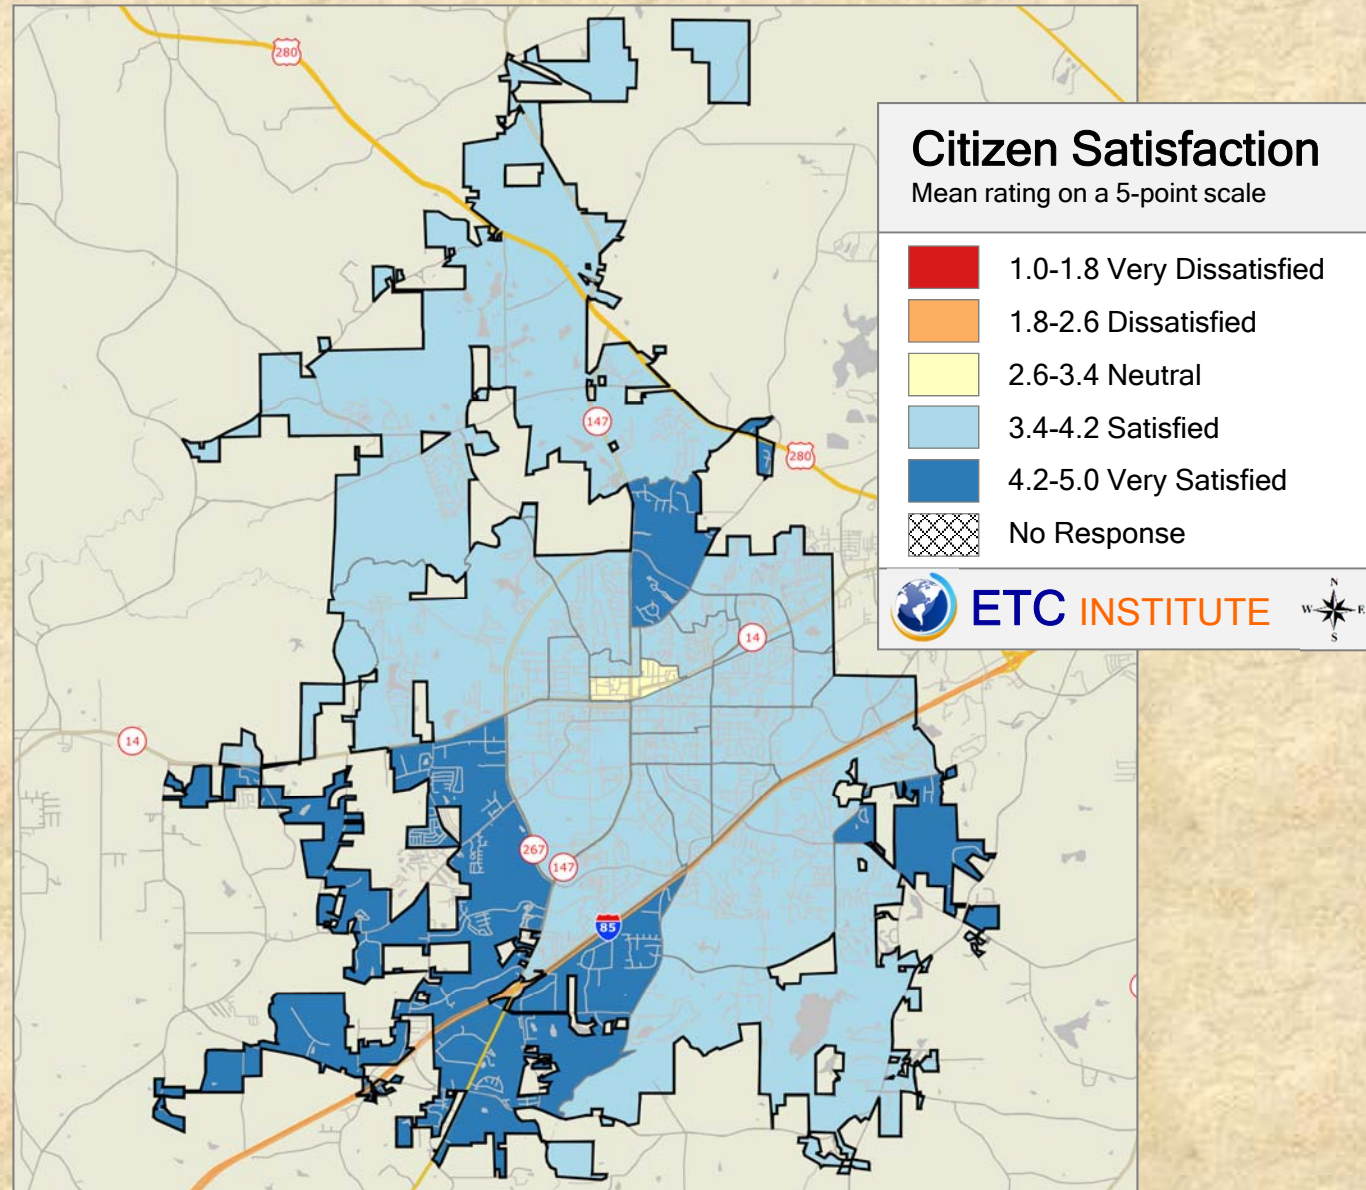 280
Citizen Satisfaction
Mean rating on a 5-point scale
1.0-1.8 Very Dissatisfied
1.8-2.6 Dissatisfied
2.6-3.4 Neutral
3.4-4.2 Satisfied
4.2-5.0 Very Satisfied
No Response
ETC INSTITUTE
N
W E
S
147
280
14
14
267
147
85